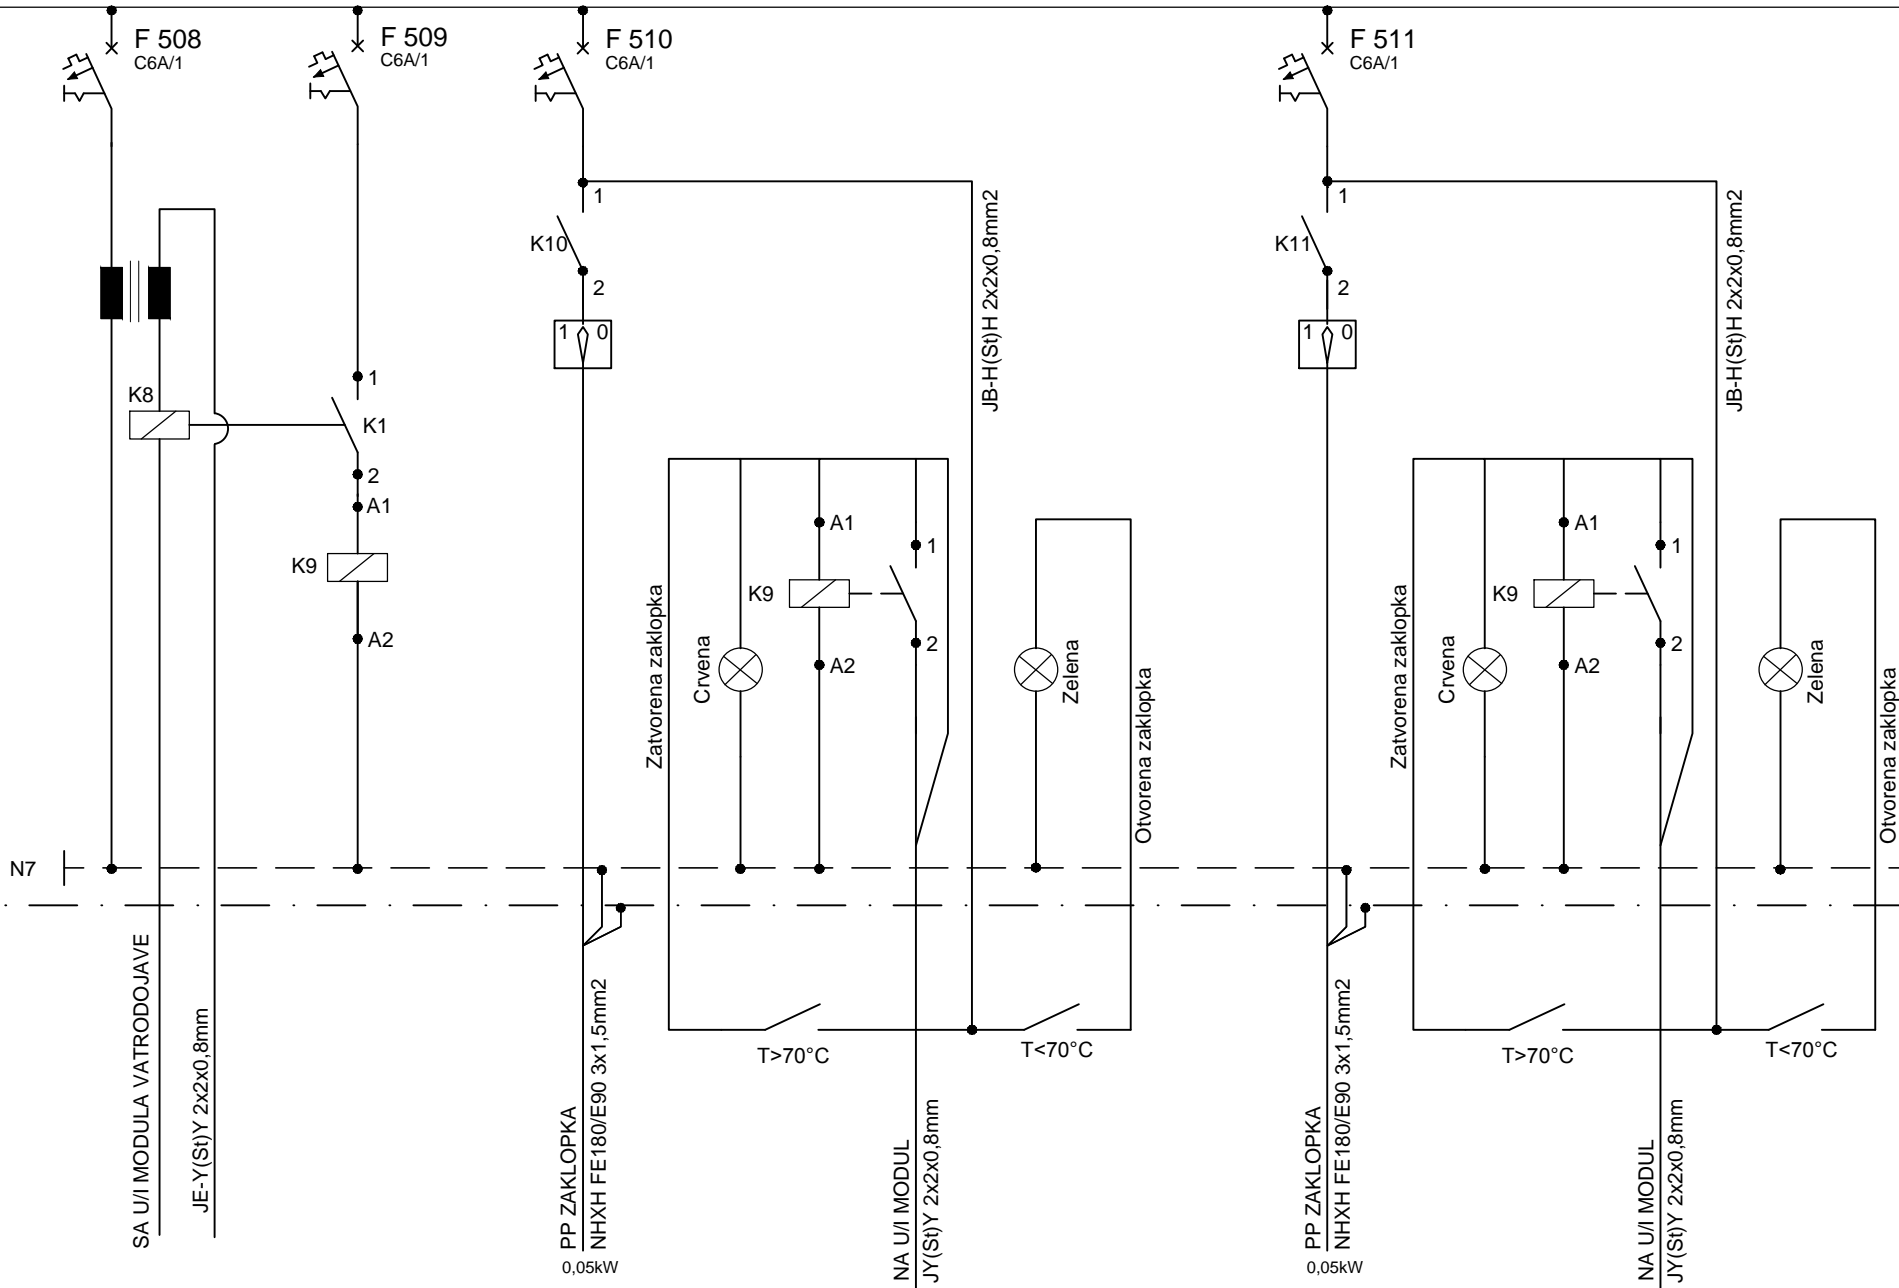 F 508
C6A/1
F 509
C6A/1
F 510
C6A/1
F 511
C6A/1
1
K10
2
1 0
JB-H(St)H 2x2x0,8mm2
1
K11
2
1 0
JB-H(St)H 2x2x0,8mm2
K8
1
K1
2
A1
K9
A2
Zatvorena zaklopka
Crvena
A1
K9
A2
1
2
Zelena
Otvorena zaklopka
Zatvorena zaklopka
Crvena
A1
K9
A2
1
2
Zelena
Otvorena zaklopka
N7
SA U/I MODULA VATRODOJAVE
JE-Y(St)Y 2x2x0,8mm
PP ZAKLOPKA
NHXH FE180/E90 3x1,5mm2
0,05kW
T>70°C
T<70°C
NA U/I MODUL
JY(St)Y 2x2x0,8mm
PP ZAKLOPKA
NHXH FE180/E90 3x1,5mm2
0,05kW
T>70°C
T<70°C
NA U/I MODUL
JY(St)Y 2x2x0,8mm